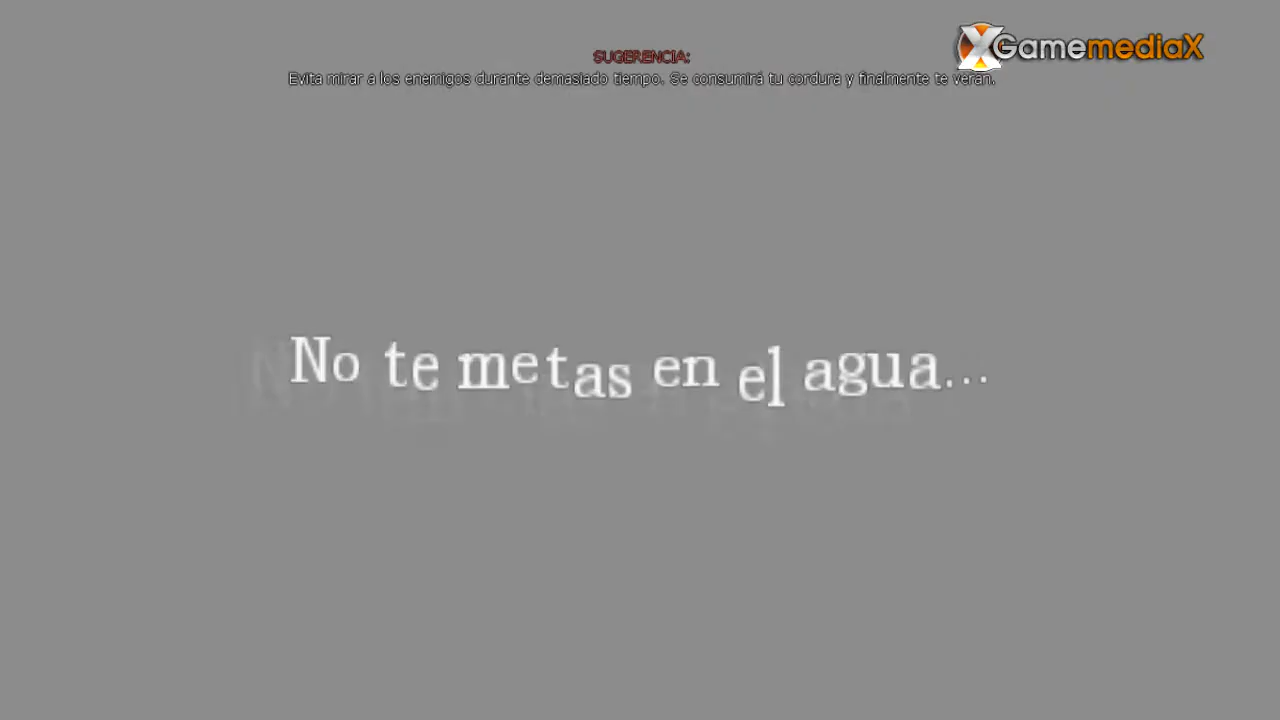 XGamemediaX
SUGERENCIA:
Evita mirar a los enemigos durante demasiado tiempo. Se consumirá tu cordura y finalmente te verán.
No te metas en el agua...